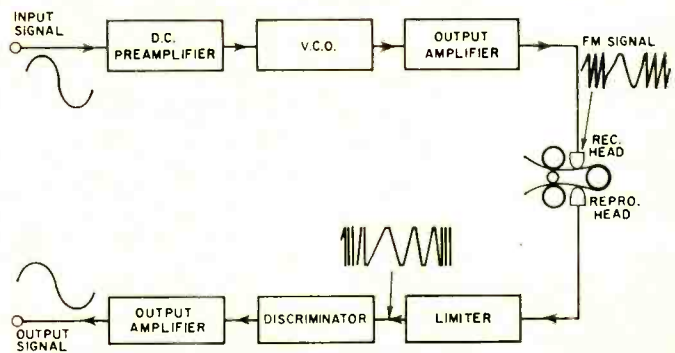 INPUT
SIGNAL
D.C.
PREAMPLIFIER
V.C.O.
OUTPUT
AMPLIFIER
FM SIGNAL
REC.
HEAD
REPRO.
HEAD
OUTPUT
SIGNAL
OUTPUT
AMPLIFIER
DISCRIMINATOR
LIMITER